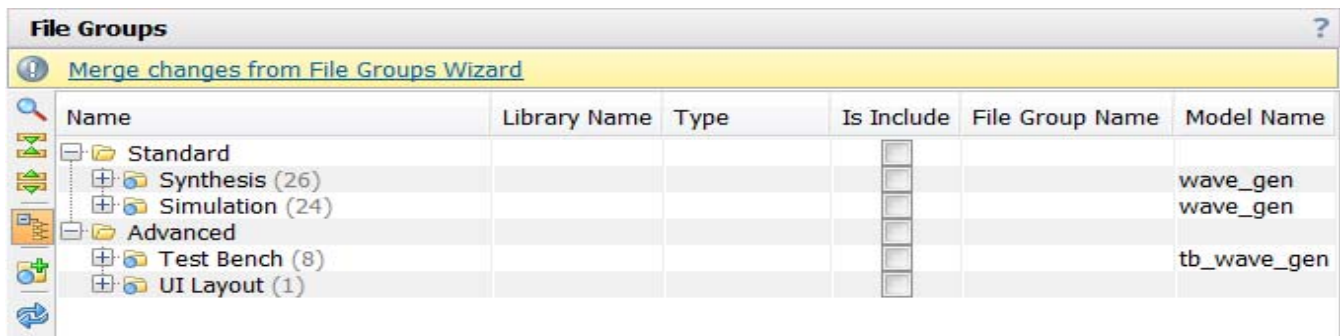 File Groups ?
Merge changes from File Groups Wizard
Name Library Name Type Is Include File Group Name Model Name
Standard
Synthesis (26) wave_gen
Simulation (24) wave_gen
Advanced
Test Bench (8) tb_wave_gen
UI Layout (1)